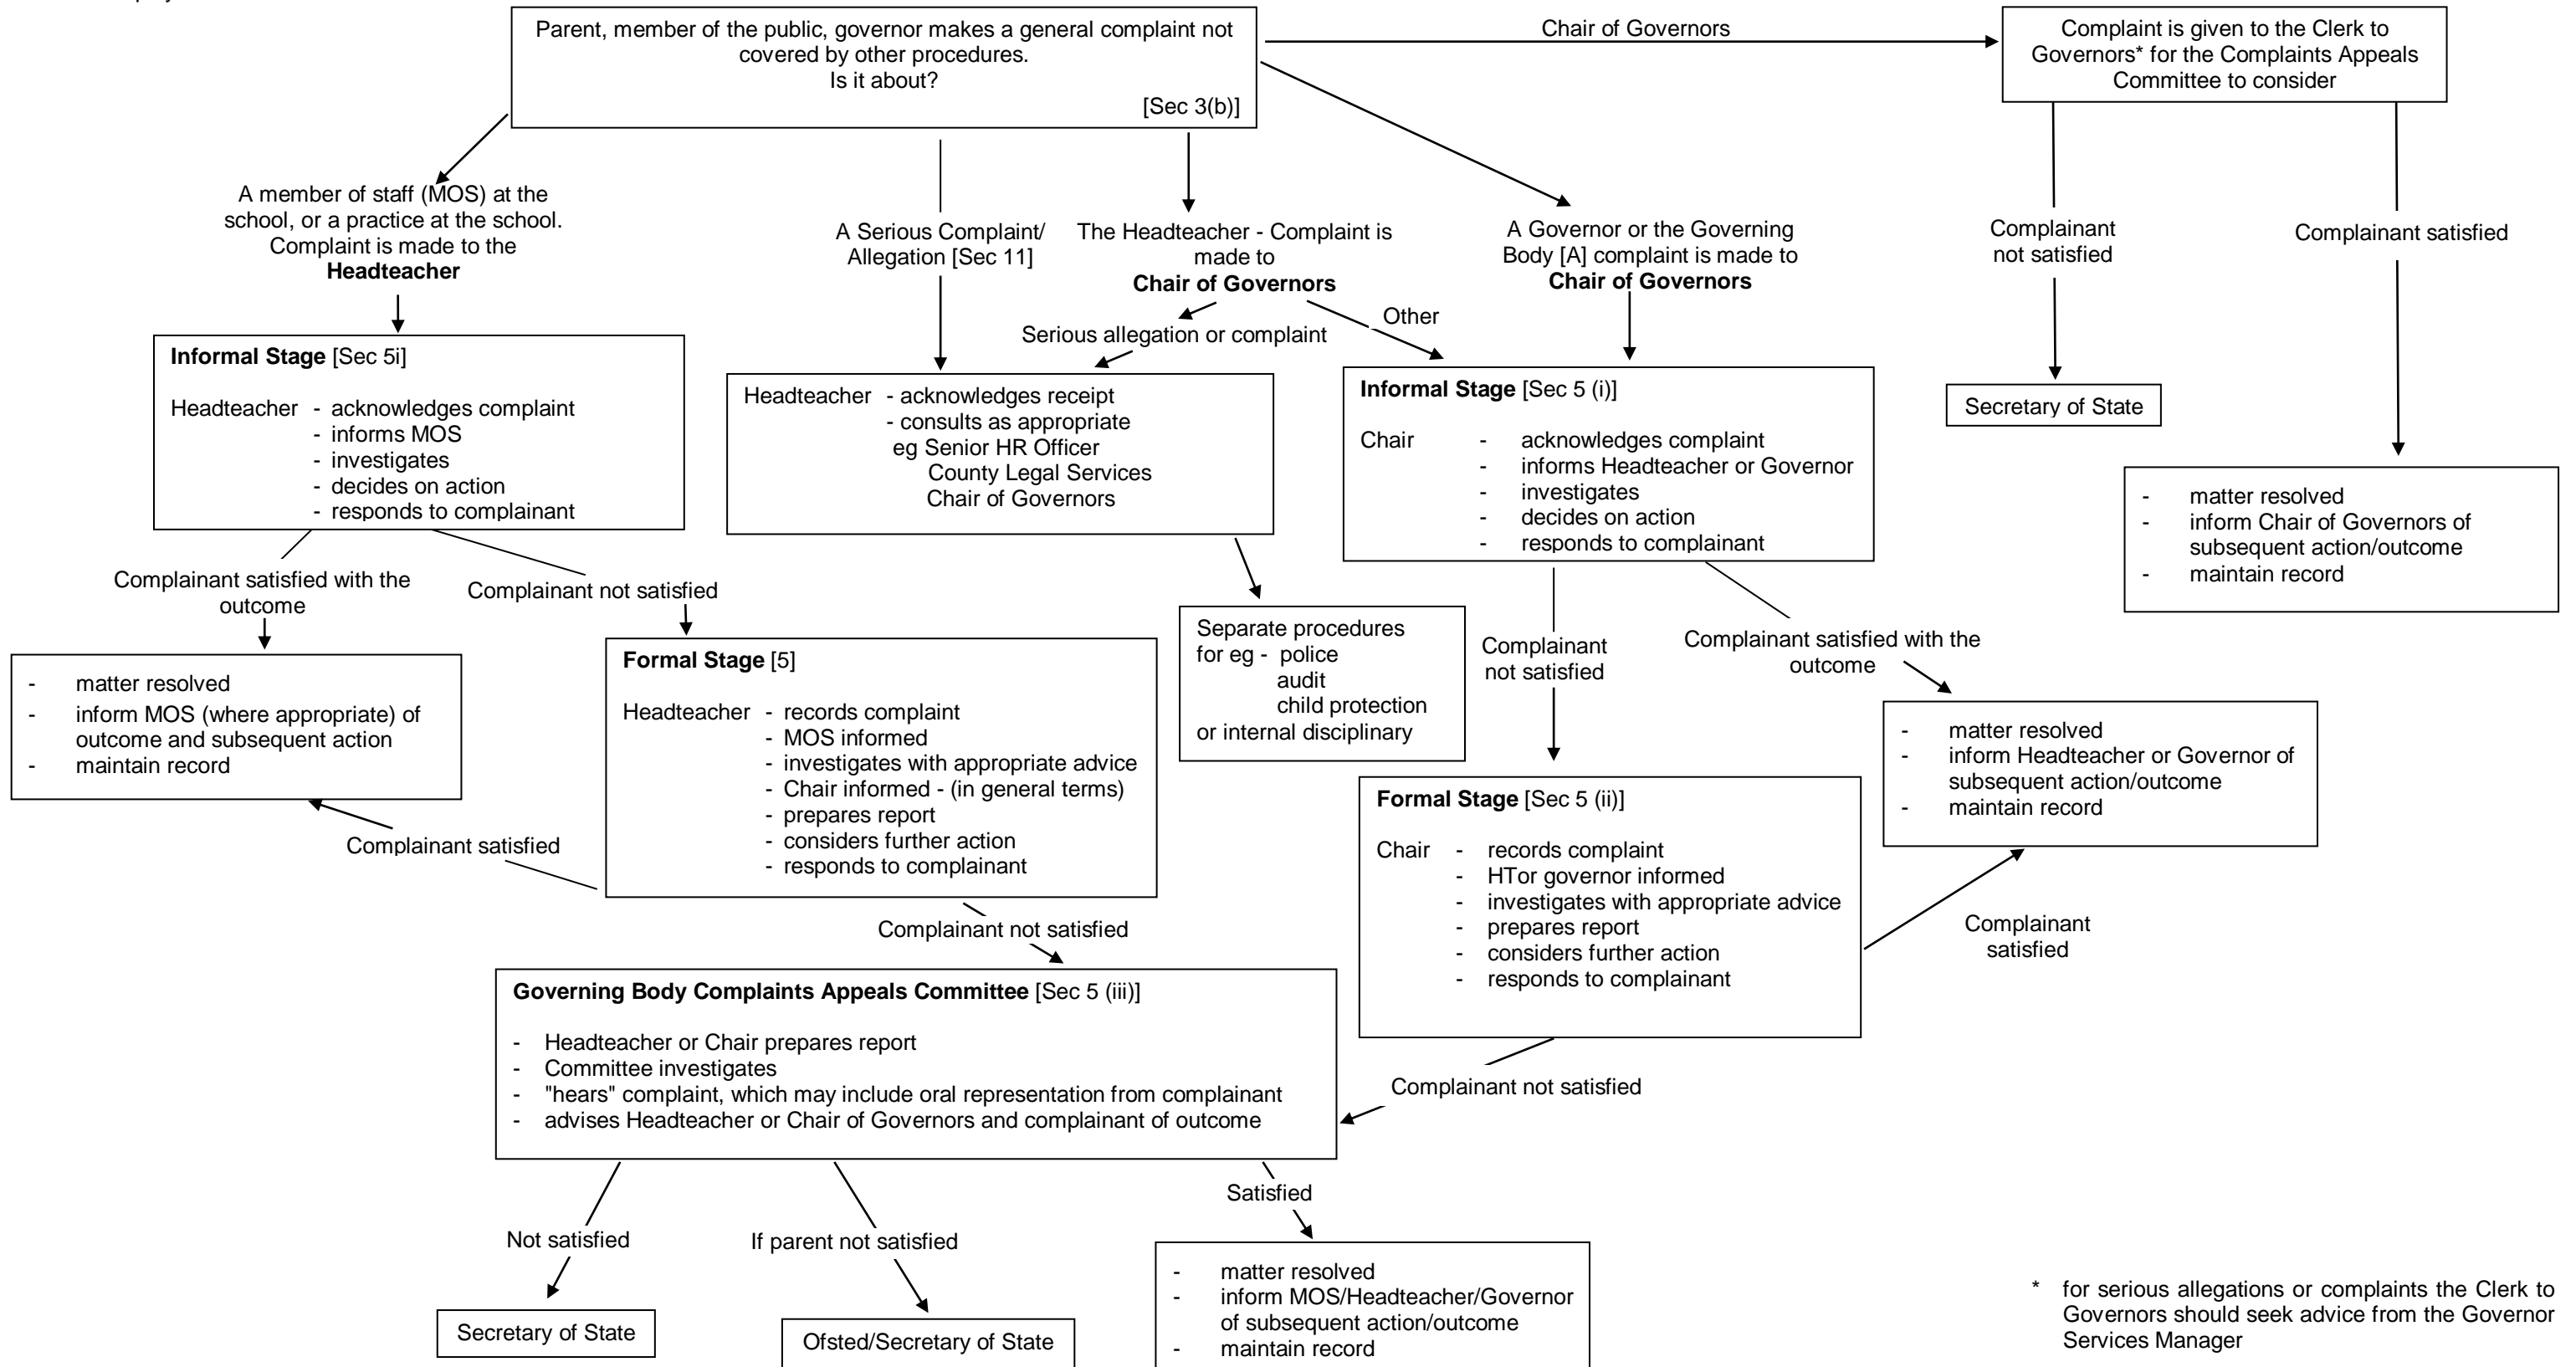 Parent, member of the public, governor makes a general complaint not
covered by other procedures.
Is it about?
[Sec 3(b)]
Chair of Governors
Complaint is given to the Clerk to
Governors* for the Complaints Appeals
Committee to consider
A member of staff (MOS) at the
school, or a practice at the school.
Complaint is made to the
Headteacher
A Serious Complaint/
Allegation [Sec 11]
The Headteacher - Complaint is
made to
Chair of Governors
A Governor or the Governing
Body [A] complaint is made to
Chair of Governors
Complainant
not satisfied
Complainant satisfied
Serious allegation or complaint
Other
Informal Stage [Sec 5i]
Headteacher - acknowledges complaint
- informs MOS
- investigates
- decides on action
- responds to complainant
Headteacher - acknowledges receipt
- consults as appropriate
eg Senior HR Officer
County Legal Services
Chair of Governors
Informal Stage [Sec 5 (i)]
Chair - acknowledges complaint
- informs Headteacher or Governor
- investigates
- decides on action
- responds to complainant
Secretary of State
- matter resolved
- inform Chair of Governors of
subsequent action/outcome
- maintain record
Complainant satisfied with the
outcome
Complainant not satisfied
Separate procedures
for eg - police
audit
child protection
or internal disciplinary
Complainant
not satisfied
Complainant satisfied with the
outcome
- matter resolved
- inform MOS (where appropriate) of
outcome and subsequent action
- maintain record
Formal Stage [5]
Headteacher - records complaint
- MOS informed
- investigates with appropriate advice
- Chair informed - (in general terms)
- prepares report
- considers further action
- responds to complainant
- matter resolved
- inform Headteacher or Governor of
subsequent action/outcome
- maintain record
Formal Stage [Sec 5 (ii)]
Chair - records complaint
- HTor governor informed
- investigates with appropriate advice
- prepares report
- considers further action
- responds to complainant
Complainant satisfied
Complainant not satisfied
Complainant
satisfied
Governing Body Complaints Appeals Committee [Sec 5 (iii)]
- Headteacher or Chair prepares report
- Committee investigates
- "hears" complaint, which may include oral representation from complainant
- advises Headteacher or Chair of Governors and complainant of outcome
Complainant not satisfied
Not satisfied
If parent not satisfied
Satisfied
Secretary of State
Ofsted/Secretary of State
- matter resolved
- inform MOS/Headteacher/Governor
of subsequent action/outcome
- maintain record
* for serious allegations or complaints the Clerk to
Governors should seek advice from the Governor
Services Manager